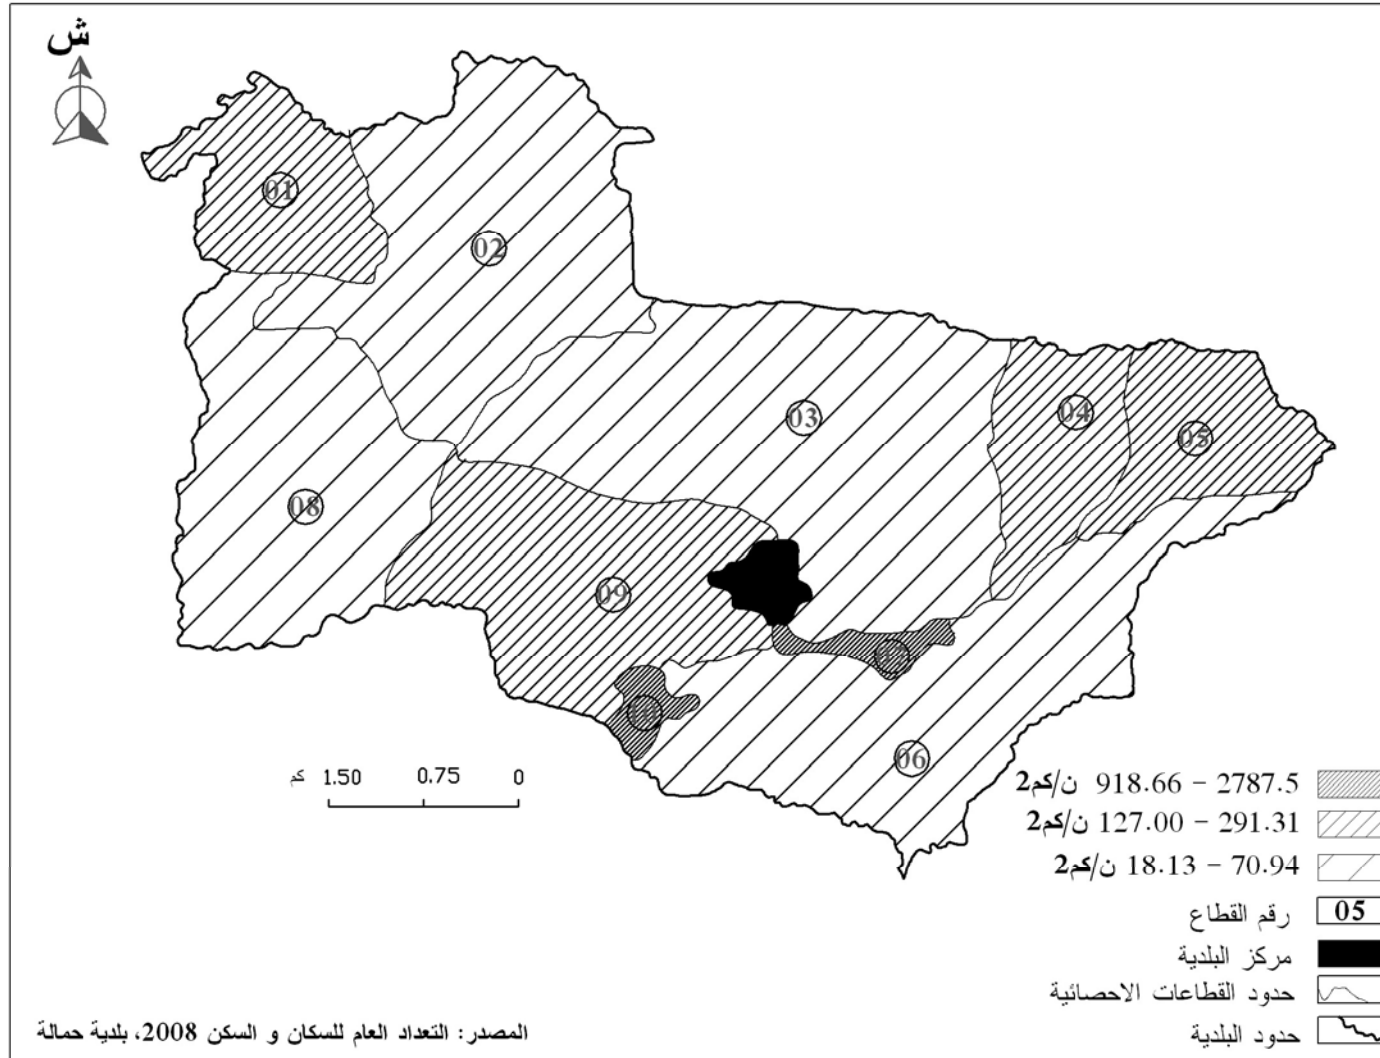 ش
01
02
03
04
05
08
09
06
كم 1.50 0.75 0
918.66 - 2787.5 ن/كم2
127.00 - 291.31 ن/كم2
18.13 - 70.94 ن/كم2
05 رقم القطاع
مركز البلدية
حدود القطاعات الاحصائية
حدود البلدية
المصدر: التعداد العام للسكان و السكن 2008، بلدية حمالة